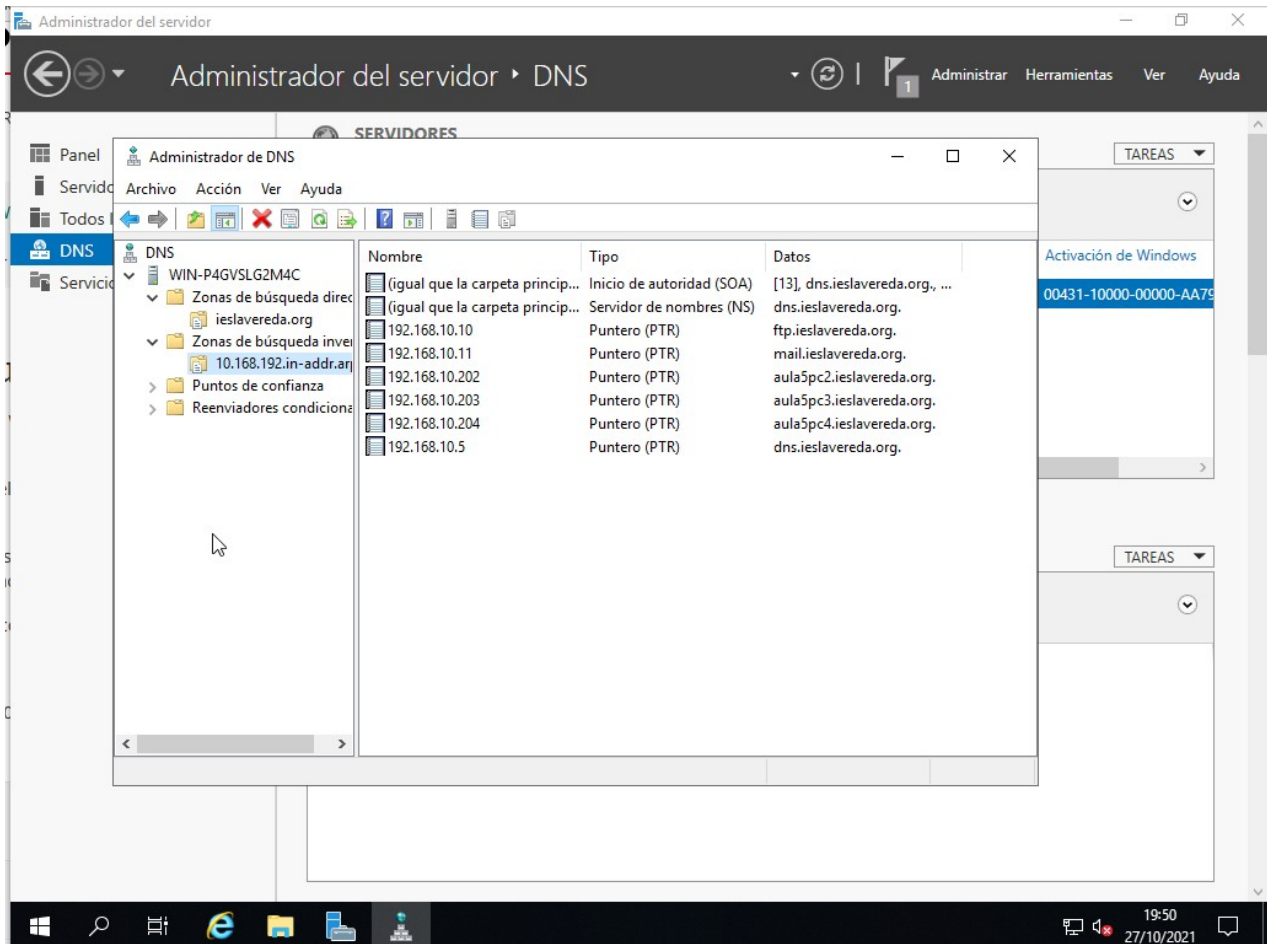 Administrador del servidor
Administrador del servidor • DNS
1
Administrar Herramientas Ver Ayuda
SERVIDORES
Panel
Servido
Todos l
DNS
Servicio
TAREAS
Activación de Windows
00431-10000-00000-AA79
Administrador de DNS
Archivo Acción Ver Ayuda
DNS
WIN-P4GVSLG2M4C
Zonas de búsqueda direc
ieslavereda.org
Zonas de búsqueda inver
10.168.192.in-addr.arp
Puntos de confianza
Reenviadores condiciona
Nombre Tipo Datos
(igual que la carpeta princip... Inicio de autoridad (SOA) [13], dns.ieslavereda.org., ...
(igual que la carpeta princip... Servidor de nombres (NS) dns.ieslavereda.org.
192.168.10.10 Puntero (PTR) ftp.ieslavereda.org.
192.168.10.11 Puntero (PTR) mail.ieslavereda.org.
192.168.10.202 Puntero (PTR) aula5pc2.ieslavereda.org.
192.168.10.203 Puntero (PTR) aula5pc3.ieslavereda.org.
192.168.10.204 Puntero (PTR) aula5pc4.ieslavereda.org.
192.168.10.5 Puntero (PTR) dns.ieslavereda.org.
TAREAS
19:50
27/10/2021